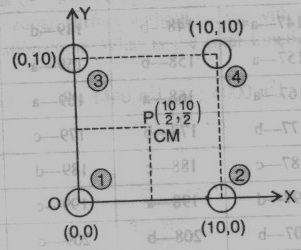 Y
(0,10)
(10,10)
③
④
P(10/2, 10/2)
CM
①
②
O
X
(0,0)
(10,0)